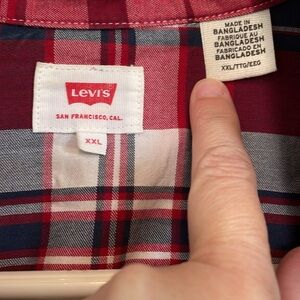 Levi's
SAN FRANCISCO, CAL.
XXL
MADE IN
BANGLADESH
FABRIQUÉ AU
BANGLADESH
FABRICADO EN
BANGLADESH
XXL/TTG/EEG